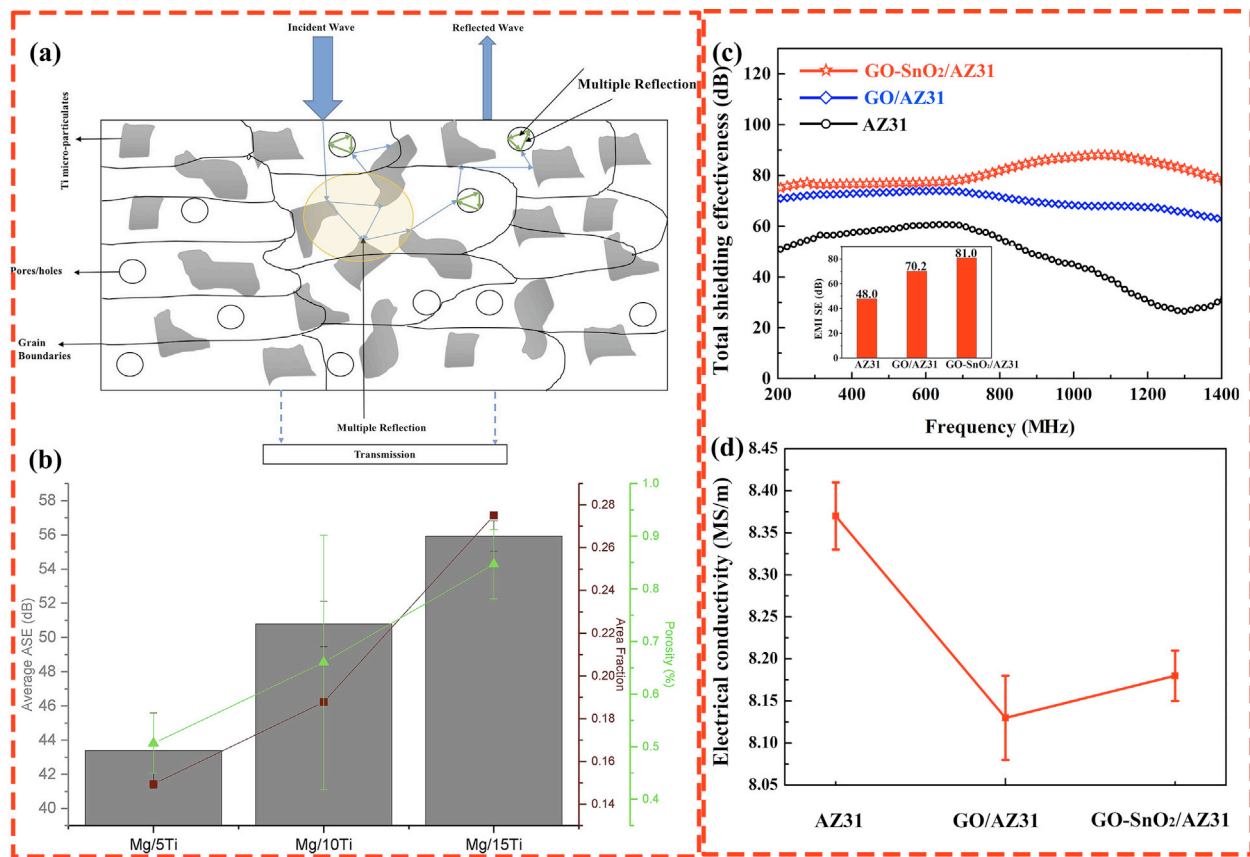 (a)
Incident Wave
Reflected Wave
Multiple Reflection
Ti micro-particulates
Pores/holes
Grain
Boundaries
Multiple Reflection
Transmission
(b)
58
56
54
52
50
48
46
44
42
40
Average ASE (dB)
0.28
0.26
0.24
0.22
0.20
0.18
0.16
0.14
Area Fraction
1.0
0.9
0.8
0.7
0.6
0.5
0.4
Porosity (%)
Mg/5Ti Mg/10Ti Mg/15Ti
(c)
Total shielding effectiveness (dB)
120
100
80
60
40
20
0
GO-SnO₂/AZ31
GO/AZ31
AZ31
EMI SE (dB)
80
60
40
20
0
48.0
70.2
81.0
AZ31 GO/AZ31 GO-SnO₂/AZ31
200 400 600 800 1000 1200 1400
Frequency (MHz)
(d)
Electrical conductivity (MS/m)
8.45
8.40
8.35
8.30
8.25
8.20
8.15
8.10
8.05
AZ31 GO/AZ31 GO-SnO₂/AZ31